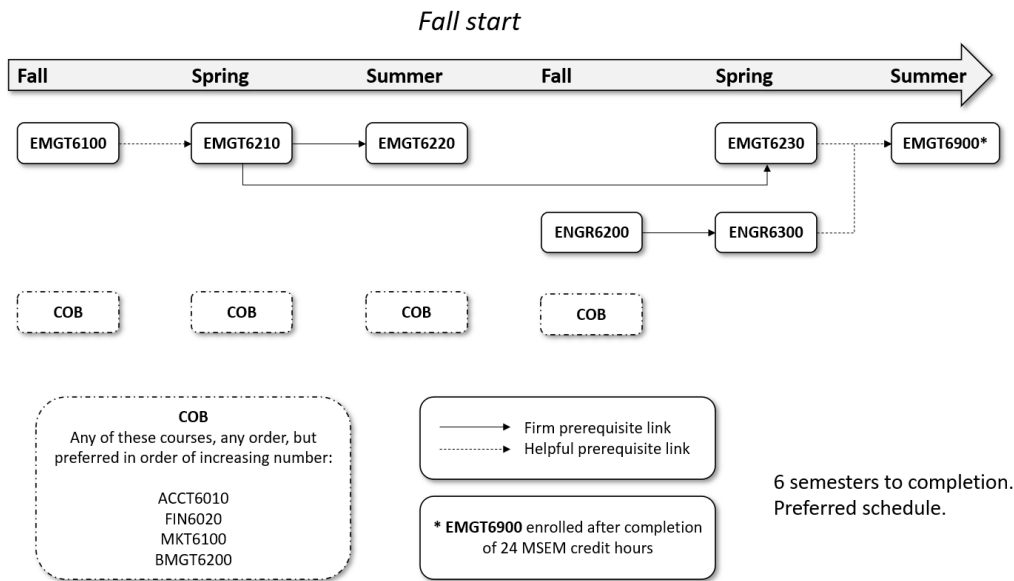 Fall start
Fall Spring Summer Fall Spring Summer
EMGT6100 EMGT6210 EMGT6220 EMGT6230 EMGT6900*
ENGR6200 ENGR6300
COB COB COB COB
COB
Any of these courses, any order, but
preferred in order of increasing number:
ACCT6010
FIN6020
MKT6100
BMGT6200
Firm prerequisite link
Helpful prerequisite link
* EMGT6900 enrolled after completion
of 24 MSEM credit hours
6 semesters to completion.
Preferred schedule.